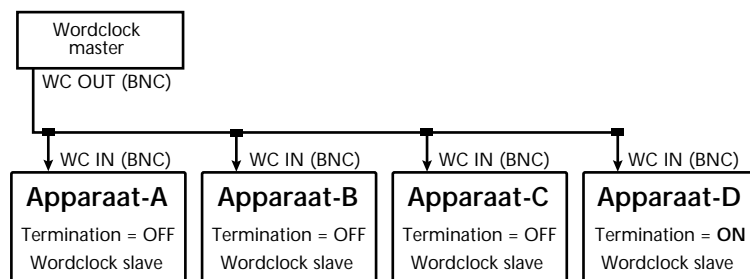 Wordclock
master
WC OUT (BNC)
WC IN (BNC) WC IN (BNC) WC IN (BNC) WC IN (BNC)
Apparaat-A Apparaat-B Apparaat-C Apparaat-D
Termination = OFF Termination = OFF Termination = OFF Termination = ON
Wordclock slave Wordclock slave Wordclock slave Wordclock slave